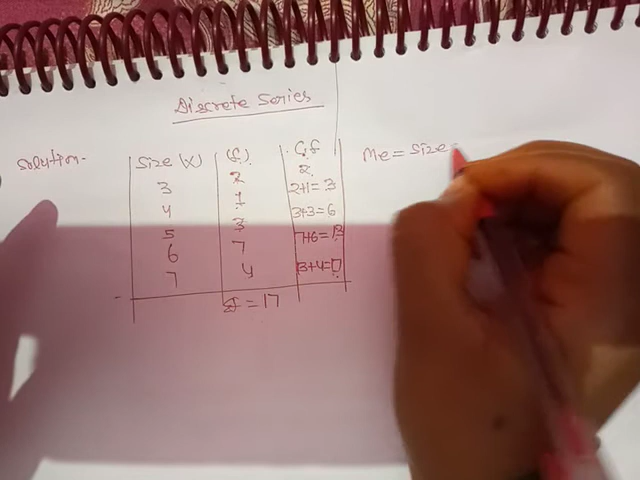 Discrete Series
Solution- Size (X) (f) C.f Me = Size
2 2
3 1 2+1=3
4 3 3+3=6
5 7 7+6=13
6 4 13+4=17
7
= 17